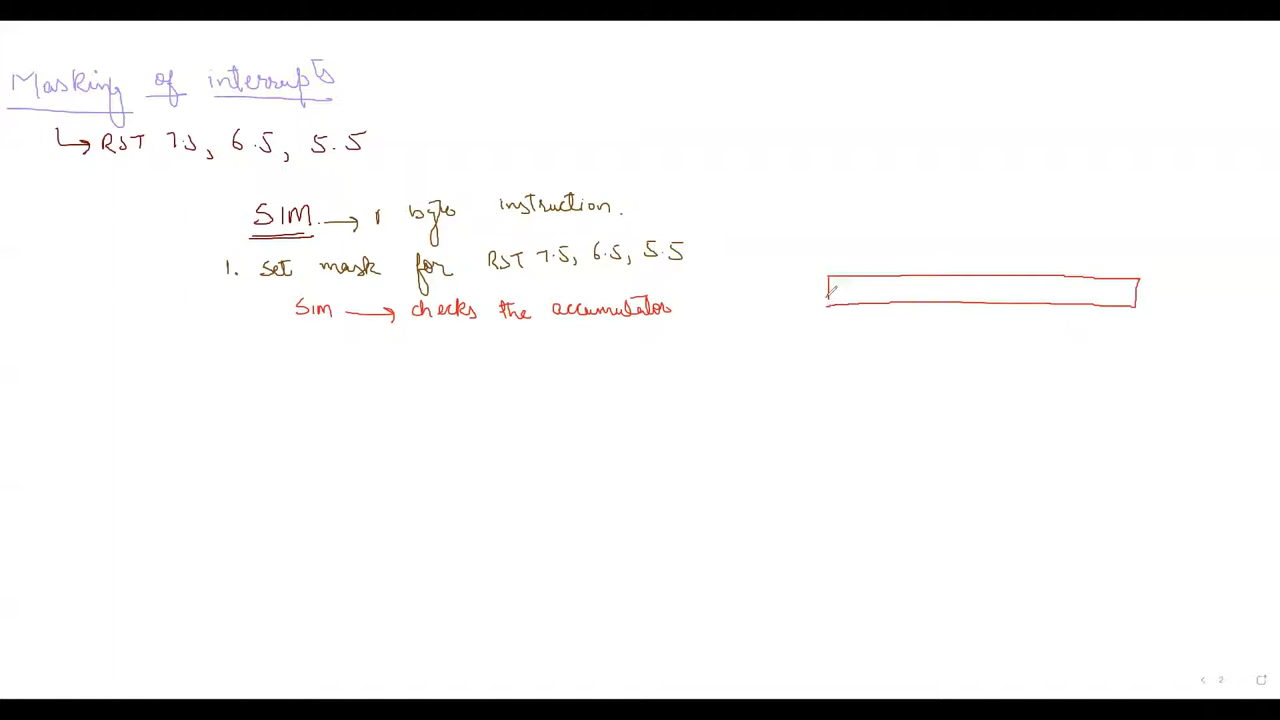 Masking of interrupts
↳ RST 7.5, 6.5, 5.5
SIM. → 1 byte instruction.
1. Set mask for RST 7.5, 6.5, 5.5
SIM → checks the accumulator
2